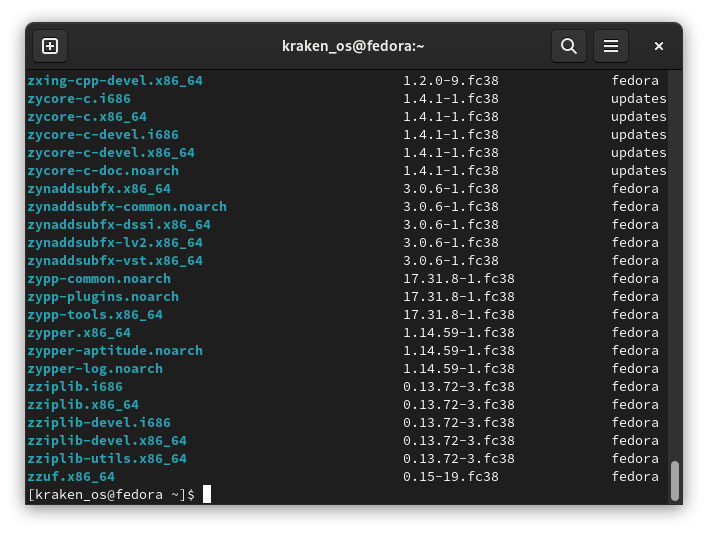 kraken_os@fedora:~
zxing-cpp-devel.x86_64 1.2.0-9.fc38 fedora
zycore-c.i686 1.4.1-1.fc38 updates
zycore-c.x86_64 1.4.1-1.fc38 updates
zycore-c-devel.i686 1.4.1-1.fc38 updates
zycore-c-devel.x86_64 1.4.1-1.fc38 updates
zycore-c-doc.noarch 1.4.1-1.fc38 updates
zynaddsubfx.x86_64 3.0.6-1.fc38 fedora
zynaddsubfx-common.noarch 3.0.6-1.fc38 fedora
zynaddsubfx-dssi.x86_64 3.0.6-1.fc38 fedora
zynaddsubfx-lv2.x86_64 3.0.6-1.fc38 fedora
zynaddsubfx-vst.x86_64 3.0.6-1.fc38 fedora
zypp-common.noarch 17.31.8-1.fc38 fedora
zypp-plugins.noarch 17.31.8-1.fc38 fedora
zypp-tools.x86_64 17.31.8-1.fc38 fedora
zypper.x86_64 1.14.59-1.fc38 fedora
zypper-aptitude.noarch 1.14.59-1.fc38 fedora
zypper-log.noarch 1.14.59-1.fc38 fedora
zziplib.i686 0.13.72-3.fc38 fedora
zziplib.x86_64 0.13.72-3.fc38 fedora
zziplib-devel.i686 0.13.72-3.fc38 fedora
zziplib-devel.x86_64 0.13.72-3.fc38 fedora
zziplib-utils.x86_64 0.13.72-3.fc38 fedora
zzuf.x86_64 0.15-19.fc38 fedora
[kraken_os@fedora ~]$